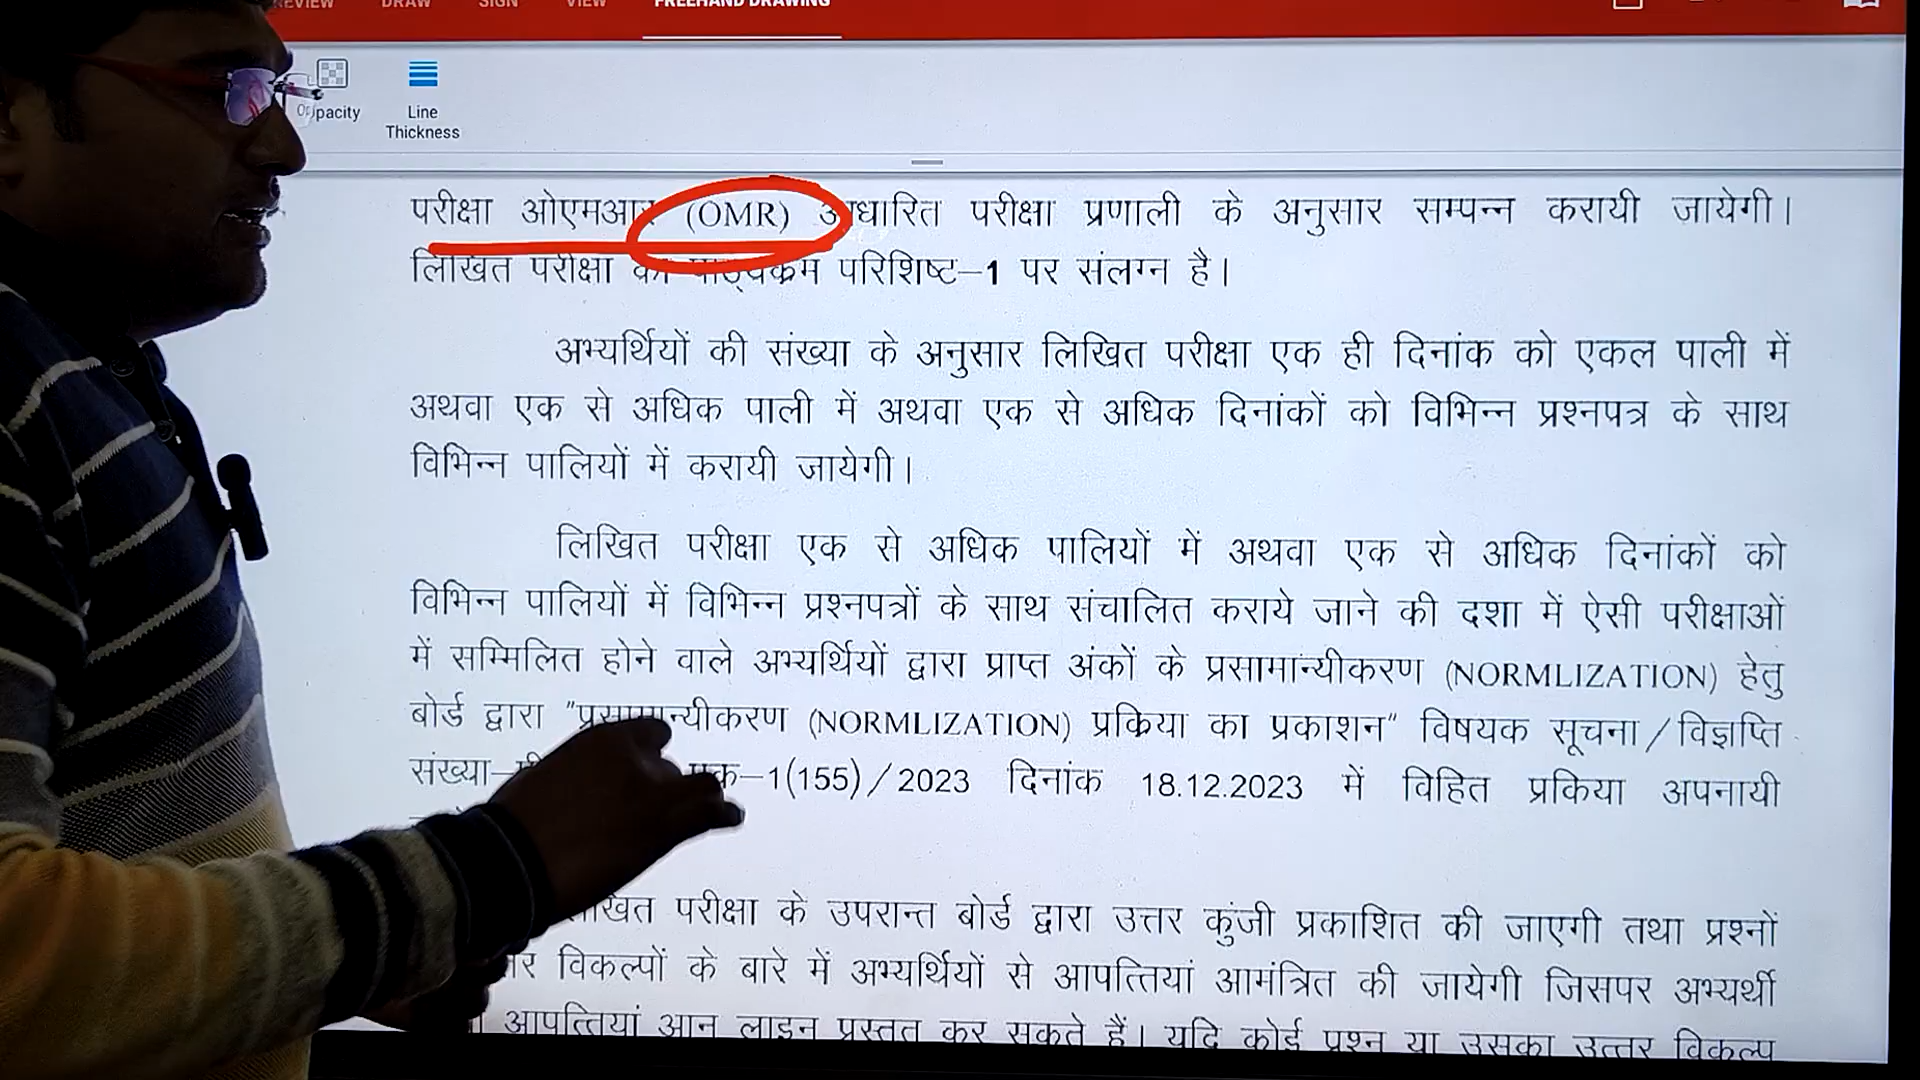 REVIEW DRAW SIGN VIEW FREEHAND DRAWING
Line
Thickness
परीक्षा (OMR) आधारित परीक्षा प्रणाली के अनुसार सम्पन्न करायी जायेगी।
लिखित परीक्षा का पाठ्यक्रम परिशिष्ट–1 पर संलग्न है।
अभ्यर्थियों की संख्या के अनुसार लिखित परीक्षा एक ही दिनांक को एकल पाली में
अथवा एक से अधिक पाली में अथवा एक से अधिक दिनांकों को विभिन्न प्रश्नपत्र के साथ
विभिन्न पालियों में करायी जायेगी।
लिखित परीक्षा एक से अधिक पालियों में अथवा एक से अधिक दिनांकों को
विभिन्न पालियों में विभिन्न प्रश्नपत्रों के साथ संचालित कराये जाने की दशा में ऐसी परीक्षाओं
में सम्मिलित होने वाले अभ्यर्थियों द्वारा प्राप्त अंकों के प्रसामान्यीकरण (NORMLIZATION) हेतु
बोर्ड द्वारा "प्रसामान्यीकरण (NORMLIZATION) प्रकिया का प्रकाशन" विषयक सूचना/विज्ञप्ति
संख्या– एक–1(155)/2023 दिनांक 18.12.2023 में विहित प्रकिया अपनायी
परीक्षा के उपरान्त बोर्ड द्वारा उत्तर कुंजी प्रकाशित की जाएगी तथा प्रश्नों
विकल्पों के बारे में अभ्यर्थियों से आपत्तियां आमंत्रित की जायेगी जिसपर अभ्यर्थी
आपत्तियां आन लाइन प्रस्तुत कर सकते हैं। यदि कोई प्रश्न या उसका उत्तर विकल्प